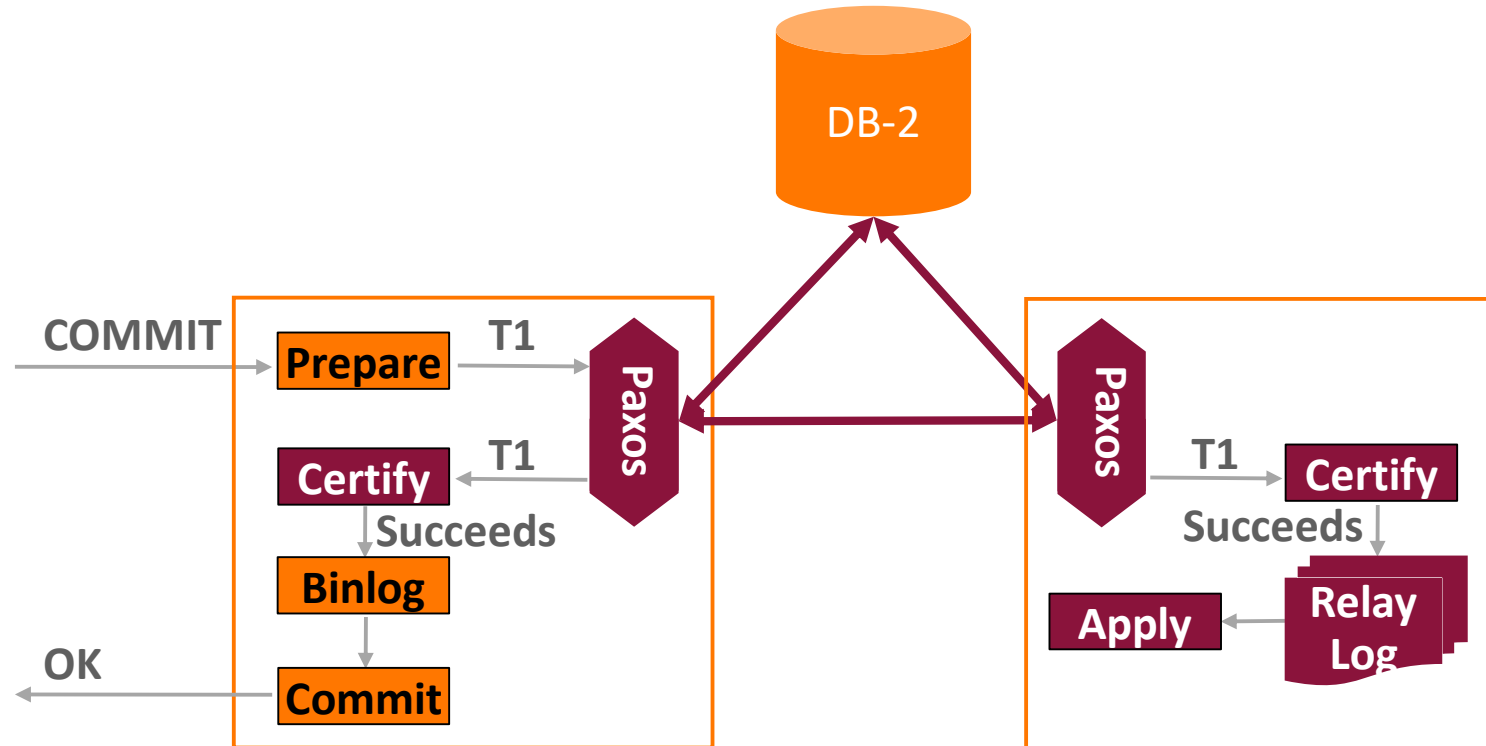 DB-2
COMMIT
Prepare
T1
Paxos
Certify
T1
Succeeds
Binlog
OK
Commit
Paxos
T1
Certify
Succeeds
Relay
Log
Apply